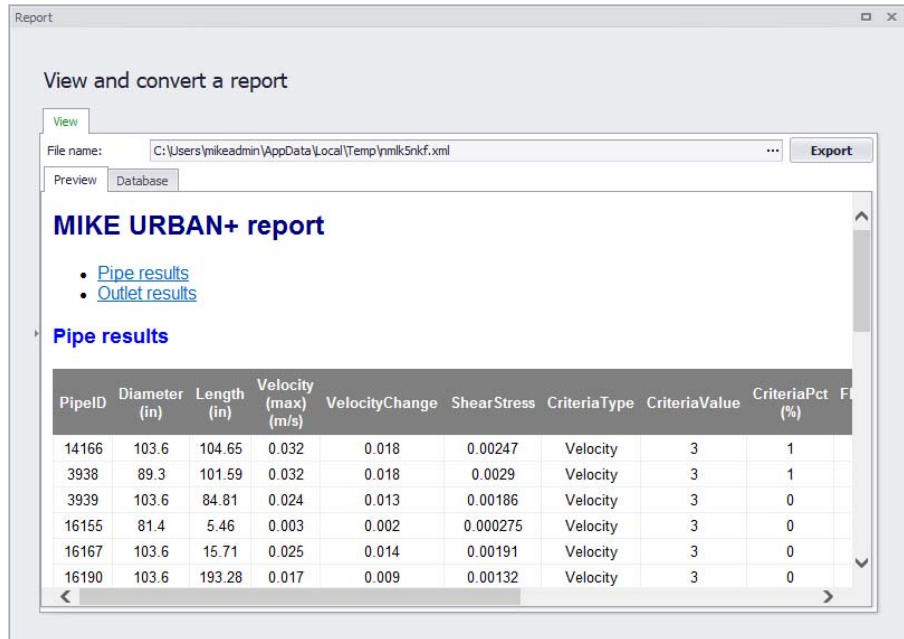 Report
View and convert a report
View
File name: C:\Users\mikeadmin\AppData\Local\Temp\nmlk5nkf.xml ... Export
Preview Database
MIKE URBAN+ report
• Pipe results
• Outlet results
Pipe results
PipeID Diameter (in) Length (in) Velocity (max) (m/s) VelocityChange ShearStress CriteriaType CriteriaValue CriteriaPct (%)
14166 103.6 104.65 0.032 0.018 0.00247 Velocity 3 1
3938 89.3 101.59 0.032 0.018 0.0029 Velocity 3 1
3939 103.6 84.81 0.024 0.013 0.00186 Velocity 3 0
16155 81.4 5.46 0.003 0.002 0.000275 Velocity 3 0
16167 103.6 15.71 0.025 0.014 0.00191 Velocity 3 0
16190 103.6 193.28 0.017 0.009 0.00132 Velocity 3 0